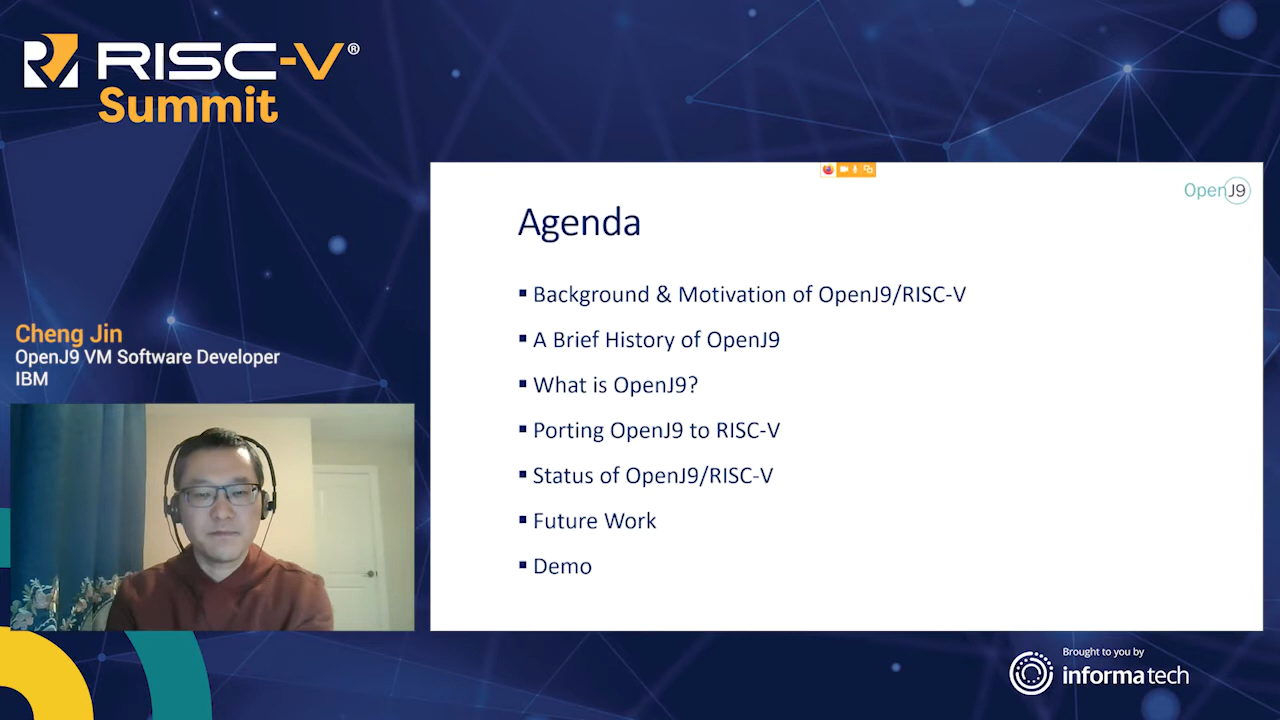 RISC-V®
Summit
Cheng Jin
OpenJ9 VM Software Developer
IBM
OpenJ9
Agenda
▪ Background & Motivation of OpenJ9/RISC-V
▪ A Brief History of OpenJ9
▪ What is OpenJ9?
▪ Porting OpenJ9 to RISC-V
▪ Status of OpenJ9/RISC-V
▪ Future Work
▪ Demo
Brought to you by
informa tech